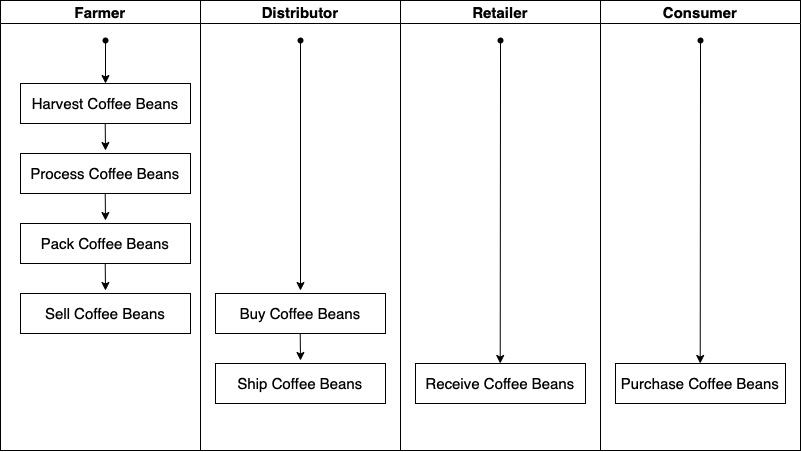 Farmer
Distributor
Retailer
Consumer
Harvest Coffee Beans
Process Coffee Beans
Pack Coffee Beans
Sell Coffee Beans
Buy Coffee Beans
Ship Coffee Beans
Receive Coffee Beans
Purchase Coffee Beans